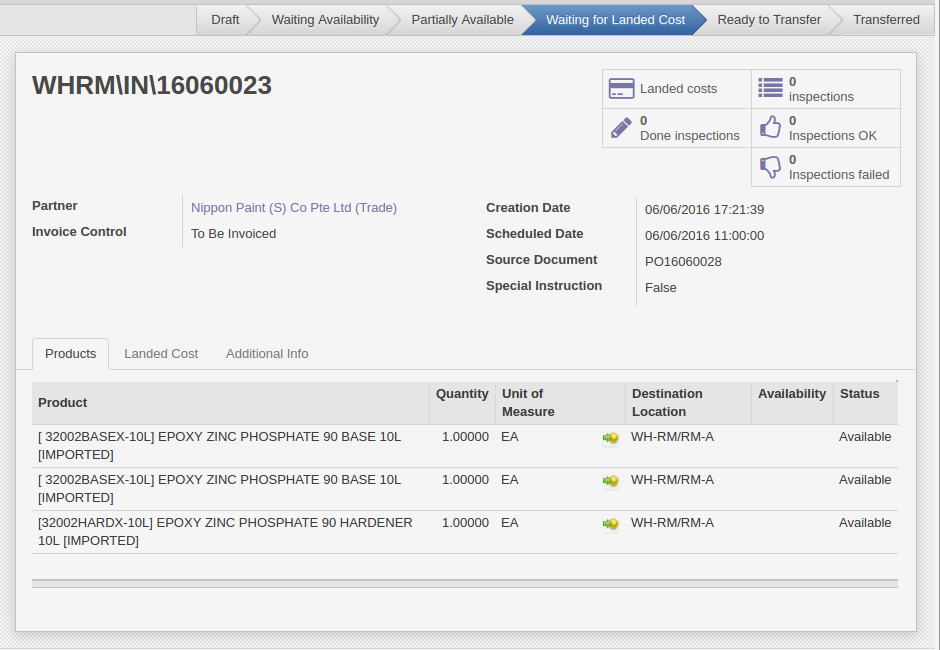 Draft Waiting Availability Partially Available Waiting for Landed Cost Ready to Transfer Transferred
WHRM\IN\16060023
Landed costs
0
inspections
0
Done inspections
0
Inspections OK
0
Inspections failed
Partner Nippon Paint (S) Co Pte Ltd (Trade)
Invoice Control To Be Invoiced
Creation Date 06/06/2016 17:21:39
Scheduled Date 06/06/2016 11:00:00
Source Document PO16060028
Special Instruction False
Products Landed Cost Additional Info
Product Quantity Unit of Measure Destination Location Availability Status
[ 32002BASEX-10L] EPOXY ZINC PHOSPHATE 90 BASE 10L 1.00000 EA WH-RM/RM-A Available
[IMPORTED]
[ 32002BASEX-10L] EPOXY ZINC PHOSPHATE 90 BASE 10L 1.00000 EA WH-RM/RM-A Available
[IMPORTED]
[32002HARDX-10L] EPOXY ZINC PHOSPHATE 90 HARDENER 1.00000 EA WH-RM/RM-A Available
10L [IMPORTED]